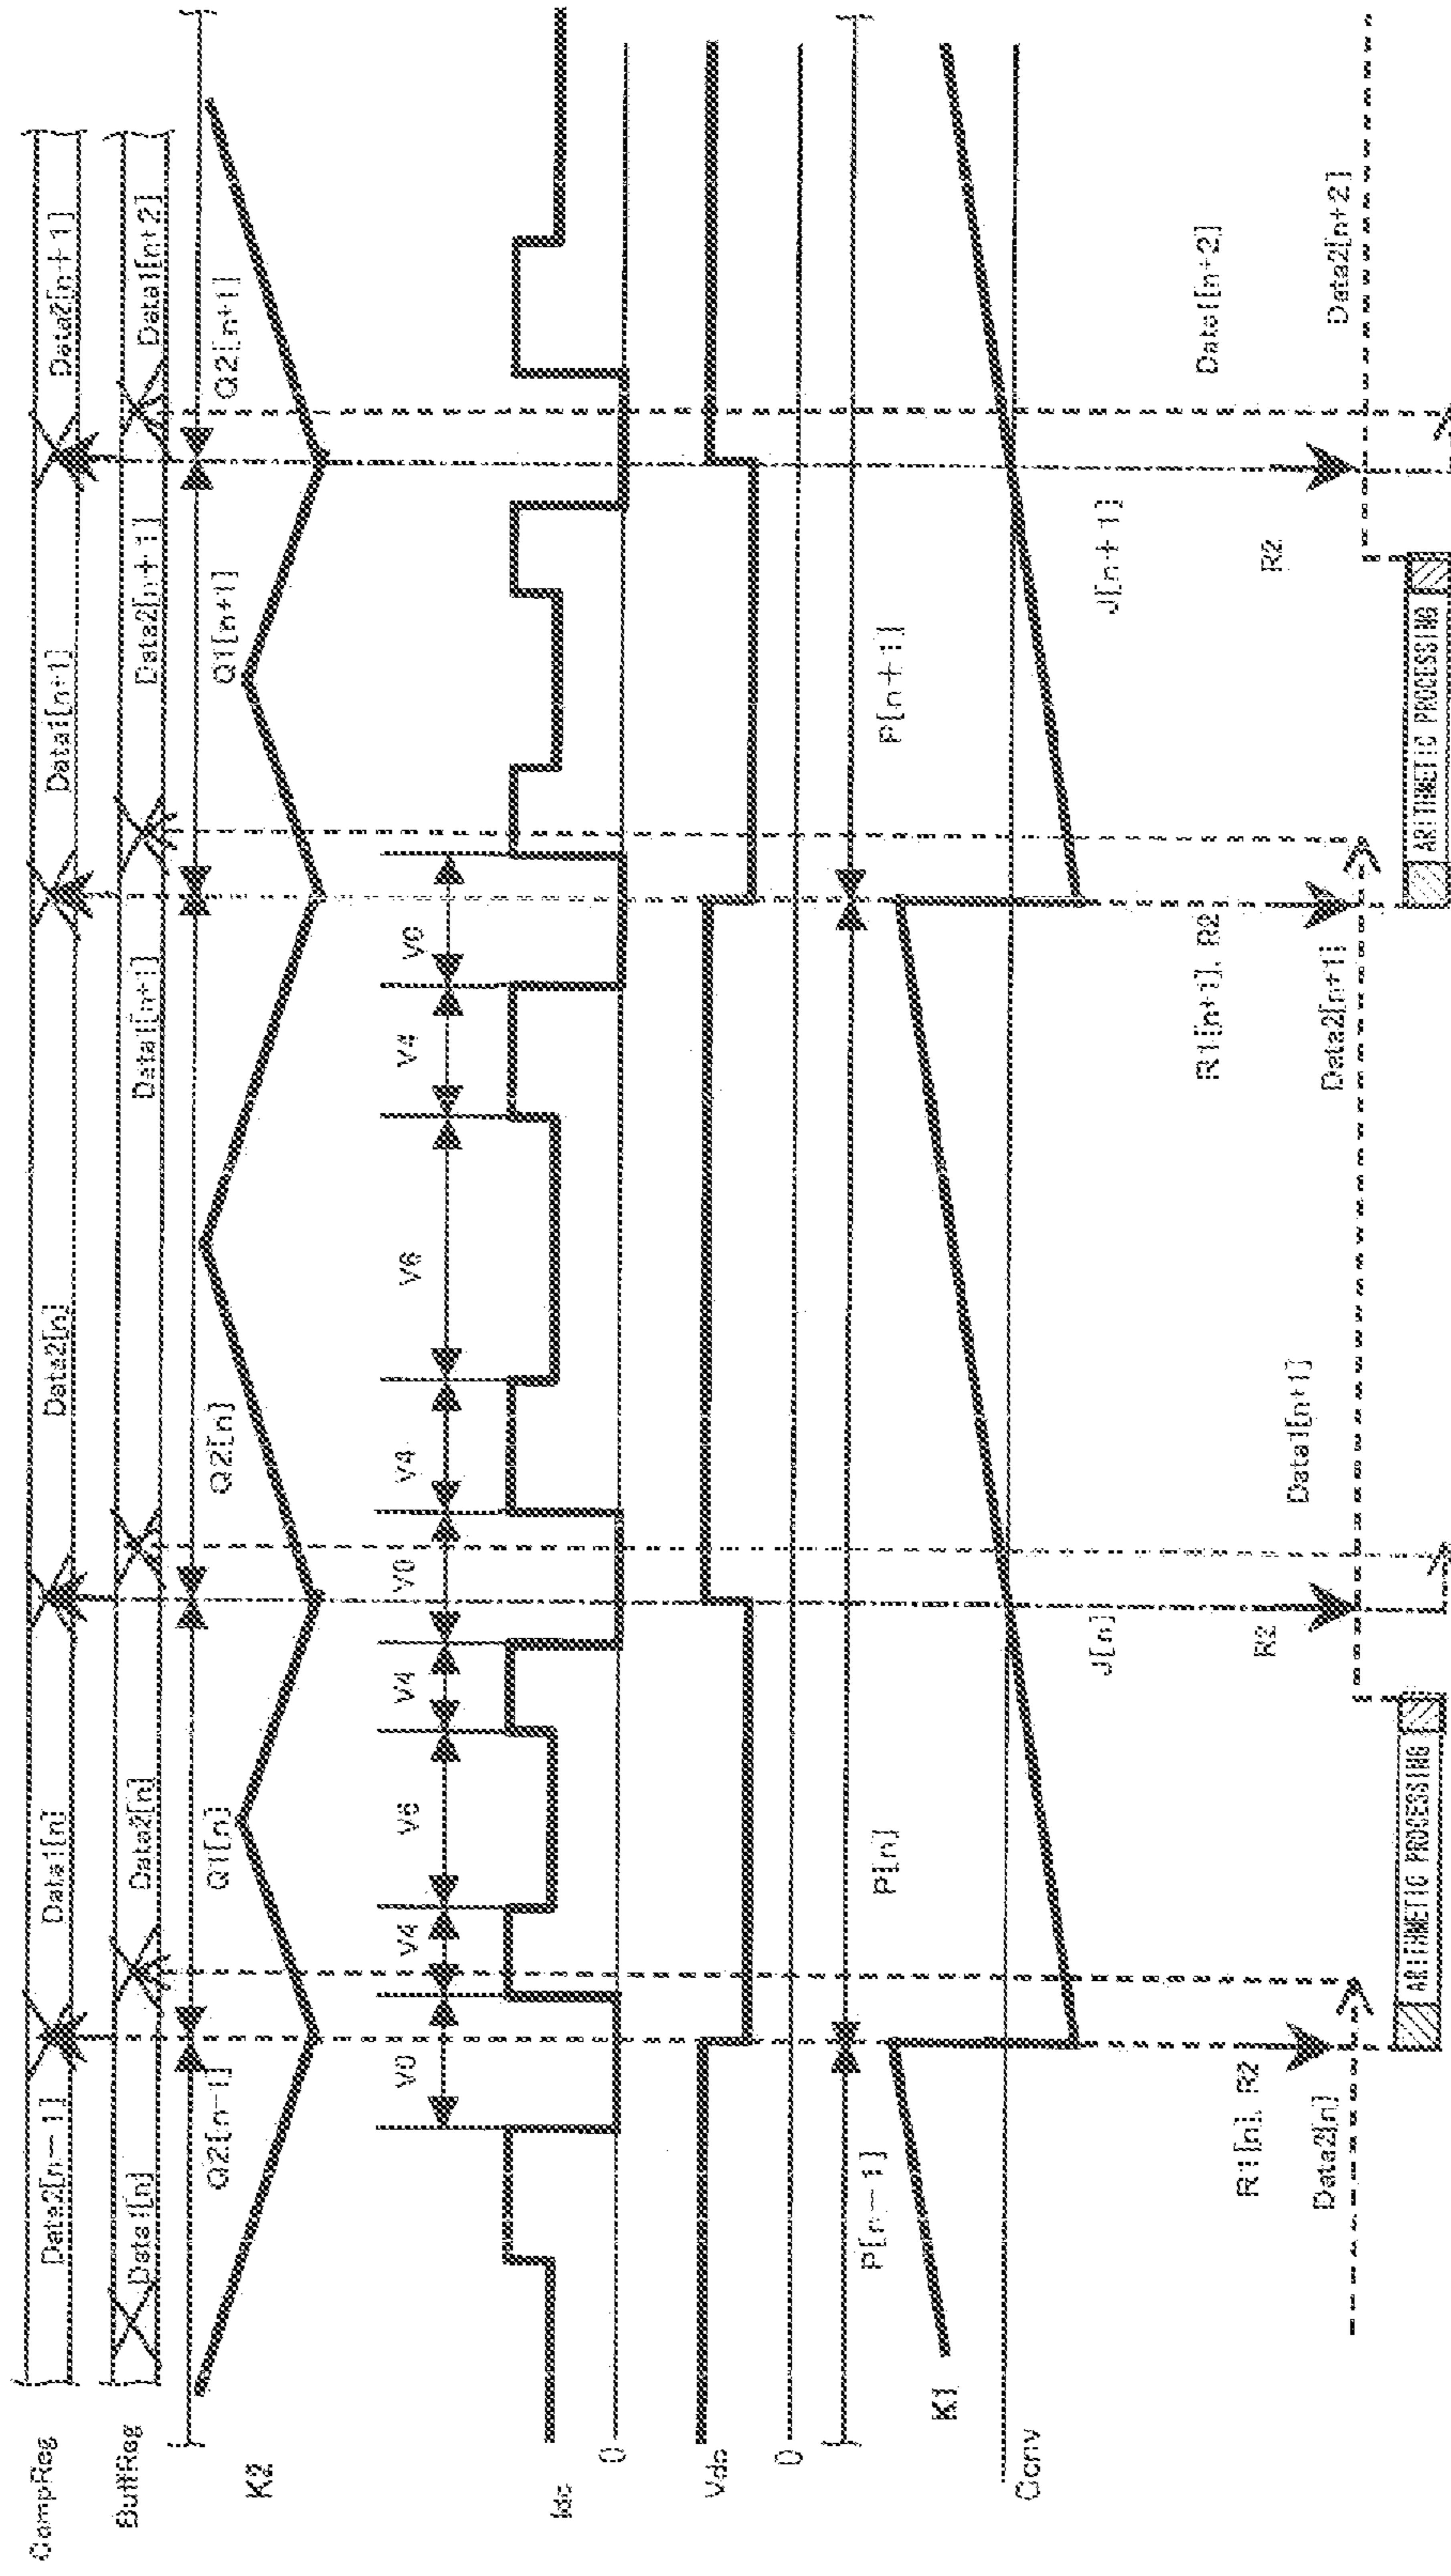 CompReg
Data2[n-1]
Data1[n]
Data2[n]
Data1[n+1]
Data2[n+1]
BuffReg
Data1[n]
Data2[n]
Data1[n+1]
Data2[n+1]
Data1[n+2]
K2
Q2[n-1]
Q1[n]
Q2[n]
Q1[n+1]
Q2[n+1]
V0
V4
V6
V4
V0
V4
V6
V4
V0
Idc
0
Vdc
0
P[n-1]
P[n]
P[n+1]
K1
J[n]
J[n+1]
R1[n], R2
R2
R1[n+1], R2
R2
Data2[n]
Data1[n+1]
Data2[n+1]
Data1[n+2]
Data2[n+2]
ARITHMETIC PROCESSING
ARITHMETIC PROCESSING